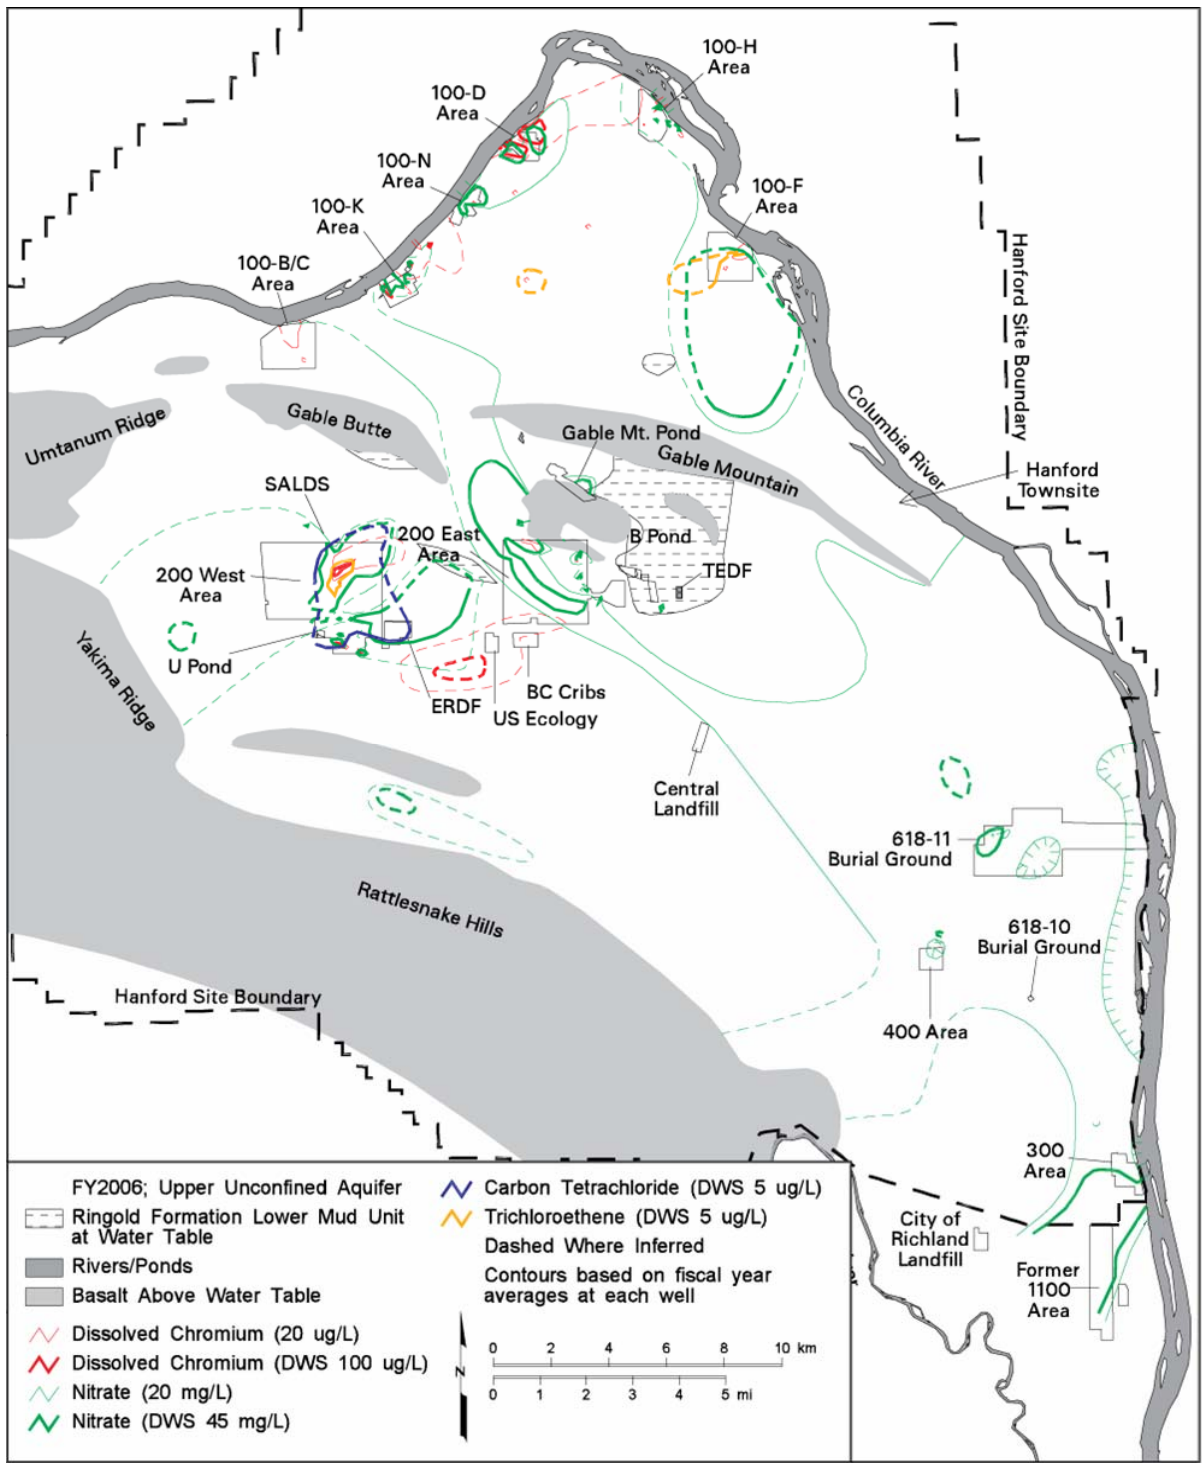 100-H
Area
100-D
Area
100-N
Area
100-F
Area
100-K
Area
100-B/C
Area
Hanford Site Boundary
Columbia River
Umtanum Ridge
Gable Butte
Gable Mt. Pond
Gable Mountain
Hanford
Townsite
SALDS
200 East
Area
B Pond
TEDF
200 West
Area
U Pond
Yakima Ridge
ERDF
BC Cribs
US Ecology
Central
Landfill
618-11
Burial Ground
Rattlesnake Hills
618-10
Burial Ground
400 Area
Hanford Site Boundary
300
Area
City of
Richland
Landfill
Former
1100
Area
FY2006; Upper Unconfined Aquifer
Ringold Formation Lower Mud Unit
at Water Table
Rivers/Ponds
Basalt Above Water Table
Dissolved Chromium (20 ug/L)
Dissolved Chromium (DWS 100 ug/L)
Nitrate (20 mg/L)
Nitrate (DWS 45 mg/L)
Carbon Tetrachloride (DWS 5 ug/L)
Trichloroethene (DWS 5 ug/L)
Dashed Where Inferred
Contours based on fiscal year
averages at each well
N
0 2 4 6 8 10 km
0 1 2 3 4 5 mi